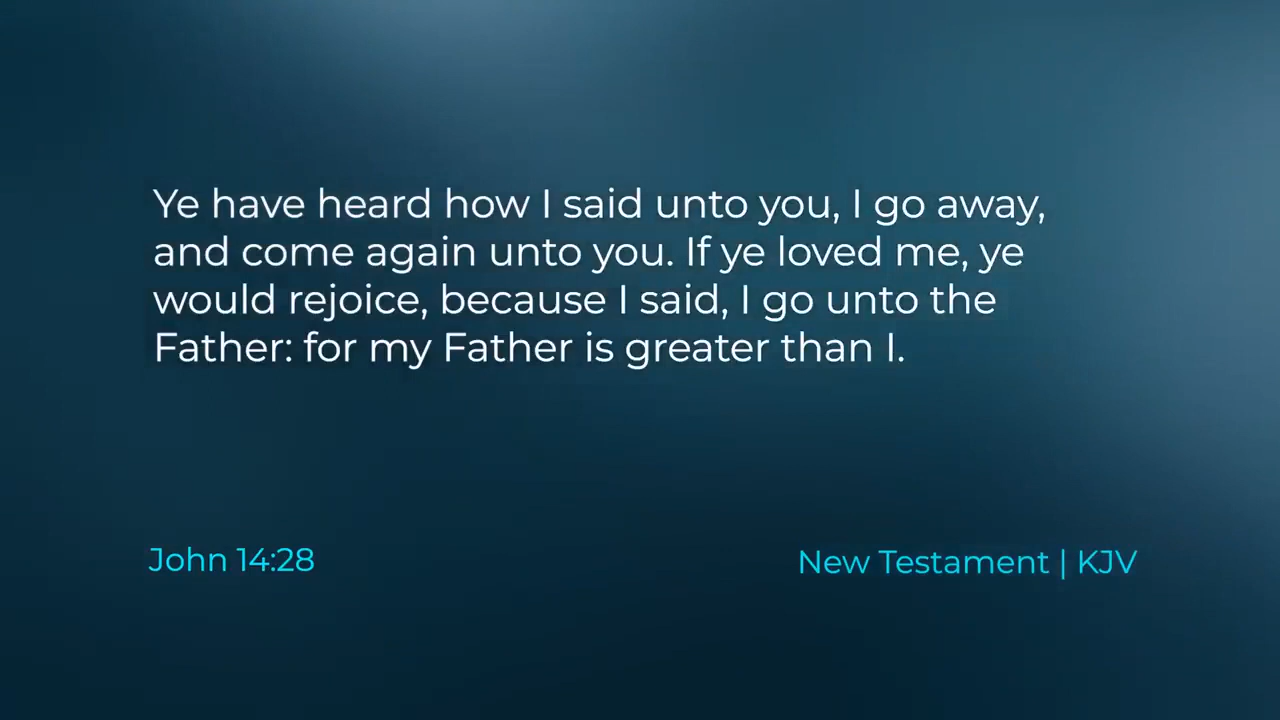 Ye have heard how I said unto you, I go away,
and come again unto you. If ye loved me, ye
would rejoice, because I said, I go unto the
Father: for my Father is greater than I.
John 14:28
New Testament | KJV